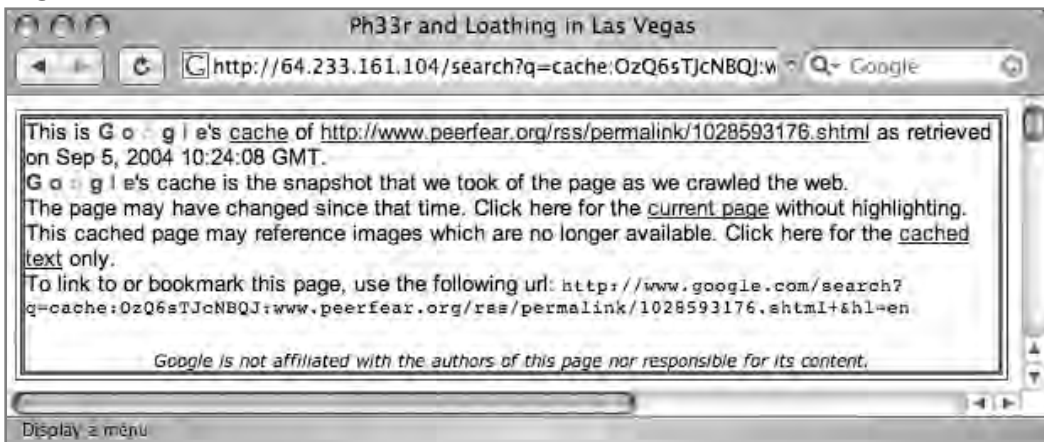 Ph33r and Loathing in Las Vegas
http://64.233.161.104/search?q=cache:OzQ6sTJcNBQJ:w Google
This is Google's cache of http://www.peerfear.org/rss/permalink/1028593176.shtml as retrieved
on Sep 5, 2004 10:24:08 GMT.
Google's cache is the snapshot that we took of the page as we crawled the web.
The page may have changed since that time. Click here for the current page without highlighting.
This cached page may reference images which are no longer available. Click here for the cached
text only.
To link to or bookmark this page, use the following url: http://www.google.com/search?
q=cache:OzQ6sTJcNBQJ:www.peerfear.org/rss/permalink/1028593176.shtml+&hl=en
Google is not affiliated with the authors of this page nor responsible for its content.
Display a menu